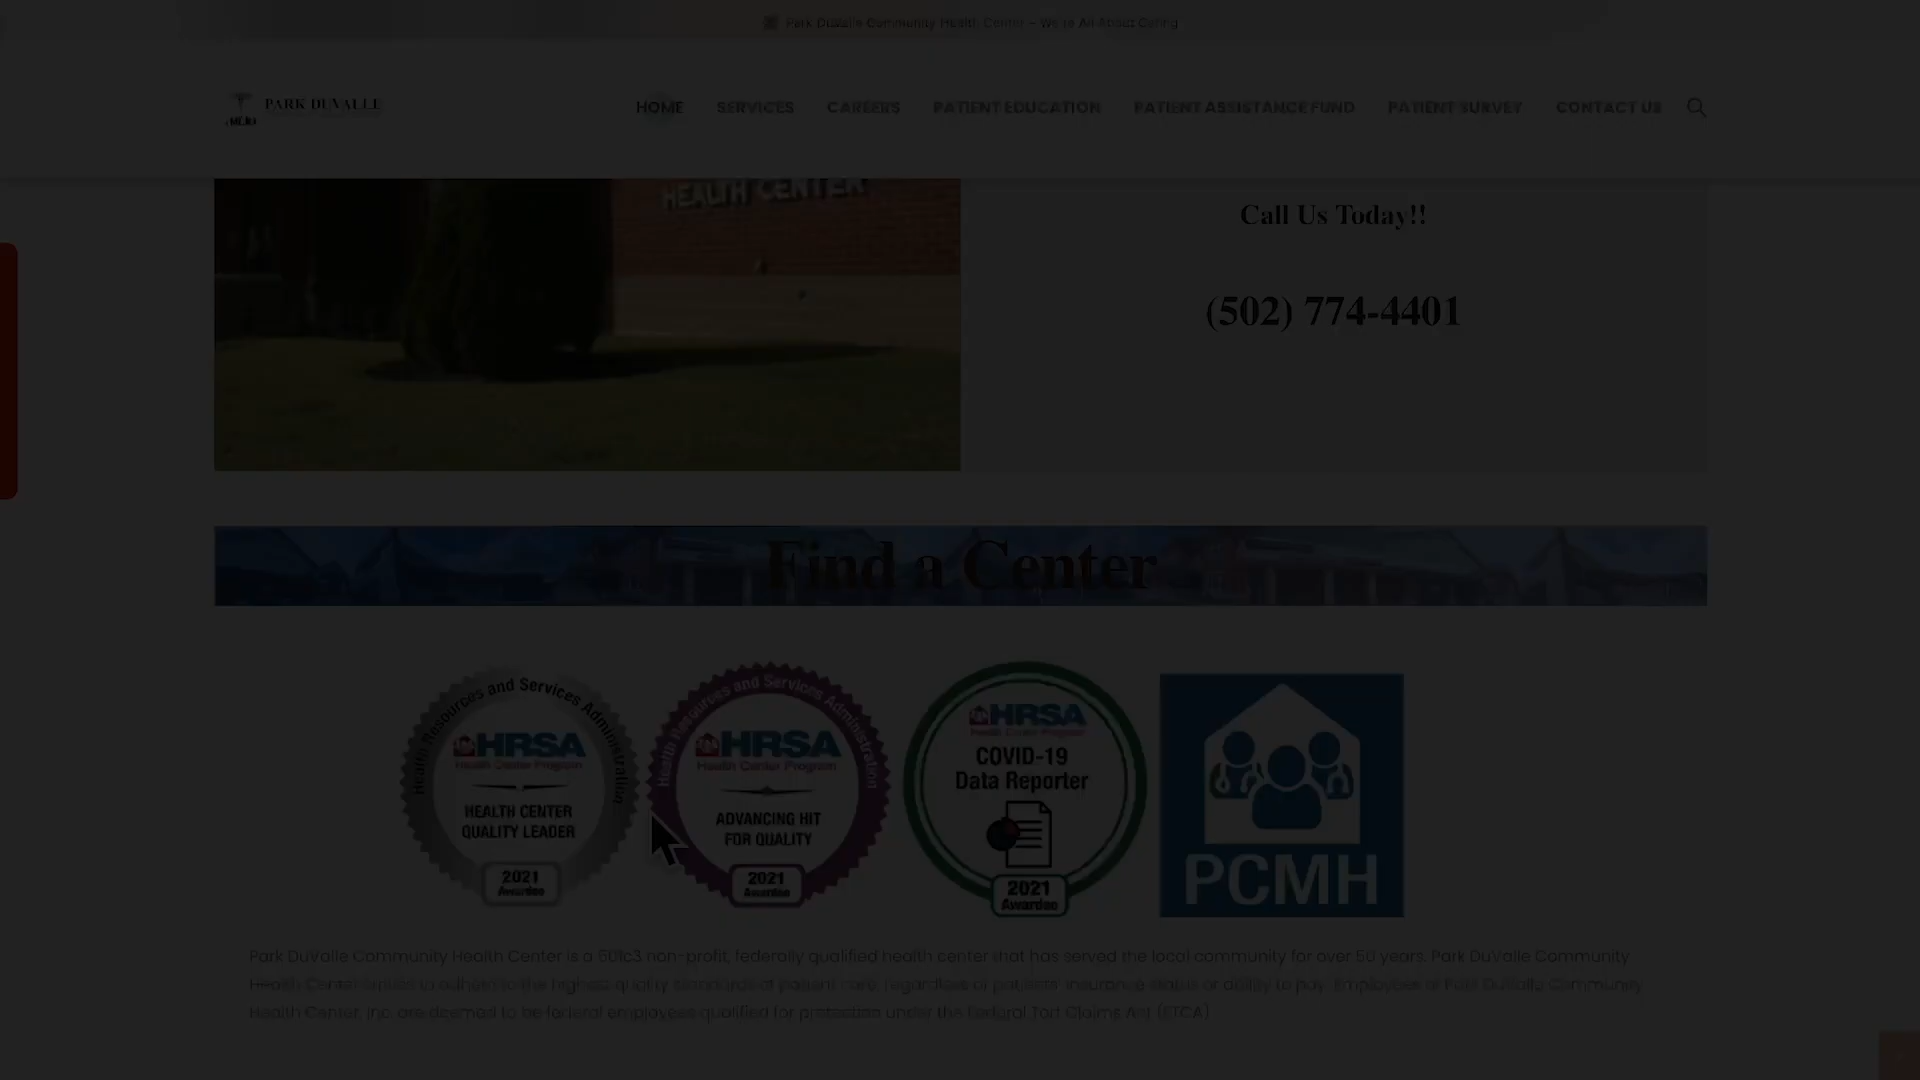 Park DuValle Community Health Center – We're All About Caring
PARK DUVALLE
HOME SERVICES CAREERS PATIENT EDUCATION PATIENT ASSISTANCE FUND PATIENT SURVEY CONTACT US
HEALTH CENTER
Call Us Today!!
(502) 774-4401
Find a Center
Health Resources and Services Administration
HRSA
Health Center Program
HEALTH CENTER
QUALITY LEADER
2021
Awardee
Health Resources and Services Administration
HRSA
Health Center Program
ADVANCING HIT
FOR QUALITY
2021
Awardee
HRSA
Health Center Program
COVID-19
Data Reporter
2021
Awardee
PCMH
Park DuValle Community Health Center is a 501c3 non-profit, federally qualified health center that has served the local community for over 50 years. Park DuValle Community
Health Center to adhere to the highest quality standards of patient care, regardless of patients' insurance status or ability to pay. Employees of Park DuValle Community
Health Center, Inc. are deemed to be federal employees qualified for protection under the Federal Tort Claims Act (FTCA)